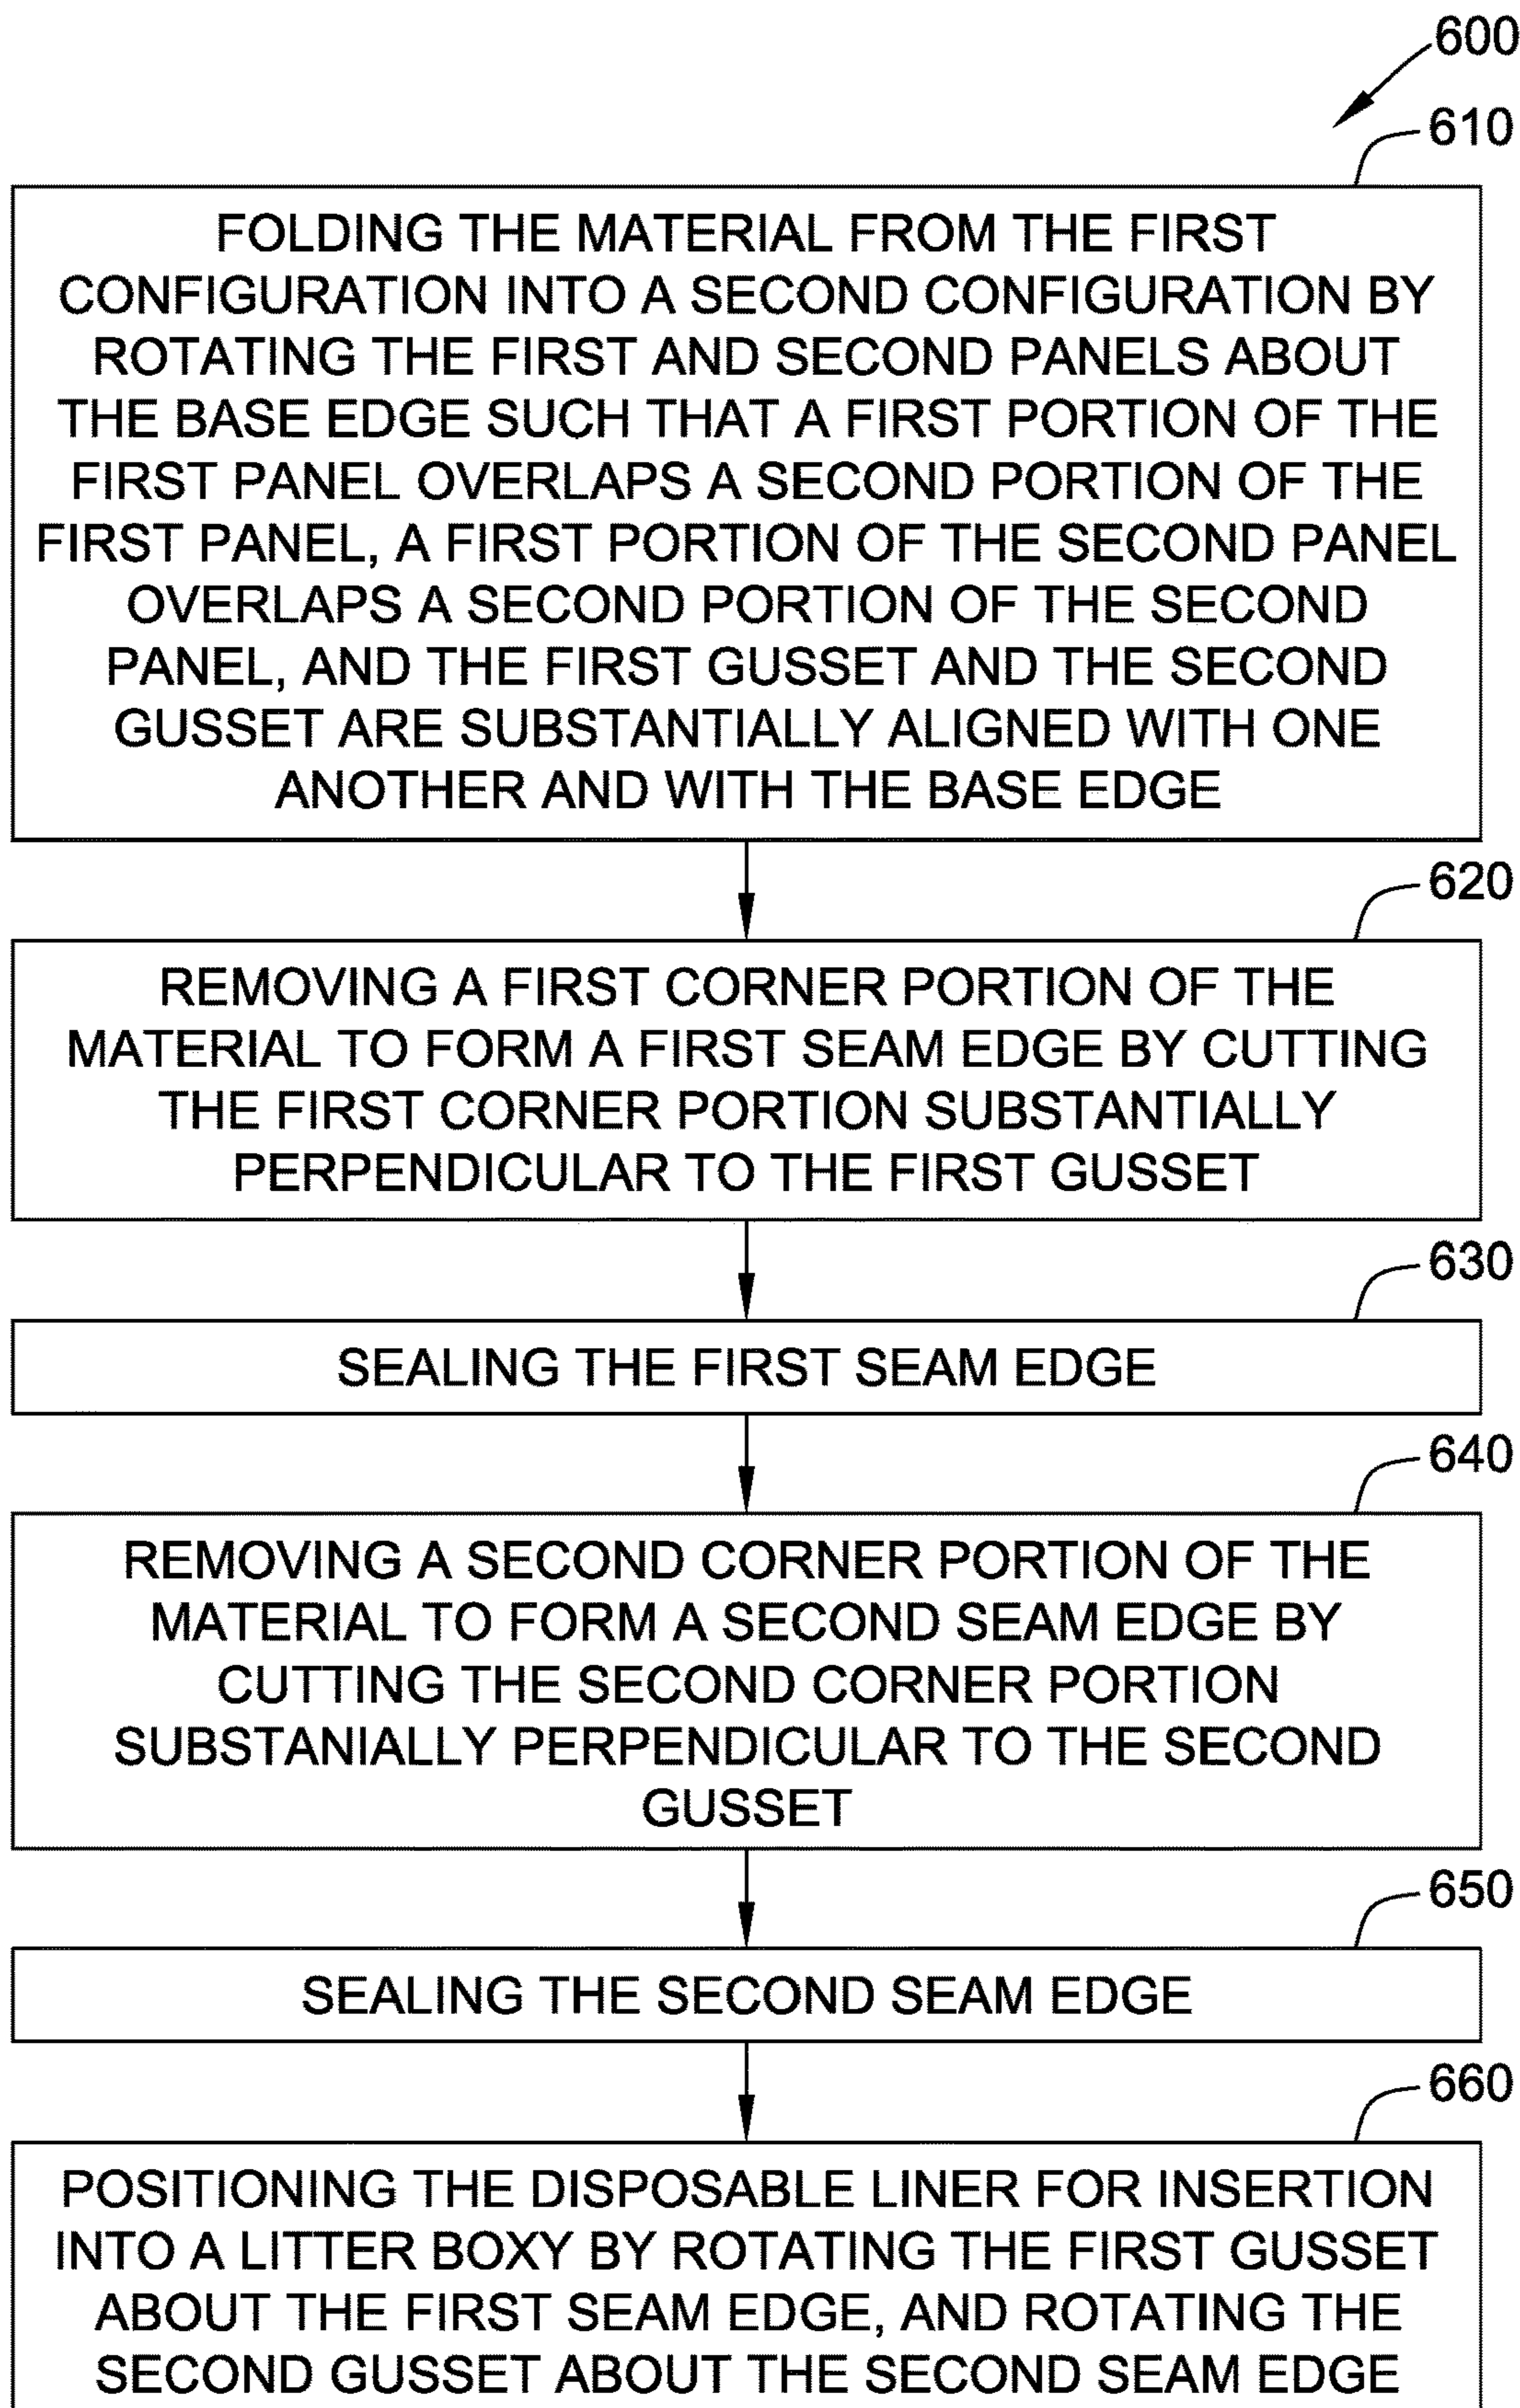 600
610
FOLDING THE MATERIAL FROM THE FIRST
CONFIGURATION INTO A SECOND CONFIGURATION BY
ROTATING THE FIRST AND SECOND PANELS ABOUT
THE BASE EDGE SUCH THAT A FIRST PORTION OF THE
FIRST PANEL OVERLAPS A SECOND PORTION OF THE
FIRST PANEL, A FIRST PORTION OF THE SECOND PANEL
OVERLAPS A SECOND PORTION OF THE SECOND
PANEL, AND THE FIRST GUSSET AND THE SECOND
GUSSET ARE SUBSTANTIALLY ALIGNED WITH ONE
ANOTHER AND WITH THE BASE EDGE
620
REMOVING A FIRST CORNER PORTION OF THE
MATERIAL TO FORM A FIRST SEAM EDGE BY CUTTING
THE FIRST CORNER PORTION SUBSTANTIALLY
PERPENDICULAR TO THE FIRST GUSSET
630
SEALING THE FIRST SEAM EDGE
640
REMOVING A SECOND CORNER PORTION OF THE
MATERIAL TO FORM A SECOND SEAM EDGE BY
CUTTING THE SECOND CORNER PORTION
SUBSTANIALLY PERPENDICULAR TO THE SECOND
GUSSET
650
SEALING THE SECOND SEAM EDGE
660
POSITIONING THE DISPOSABLE LINER FOR INSERTION
INTO A LITTER BOXY BY ROTATING THE FIRST GUSSET
ABOUT THE FIRST SEAM EDGE, AND ROTATING THE
SECOND GUSSET ABOUT THE SECOND SEAM EDGE